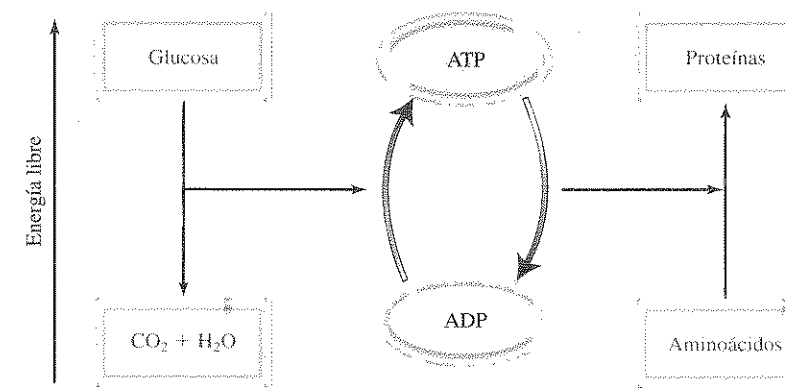 Glucosa
ATP
Proteínas
Energía libre
CO₂ + H₂O
ADP
Aminoácidos